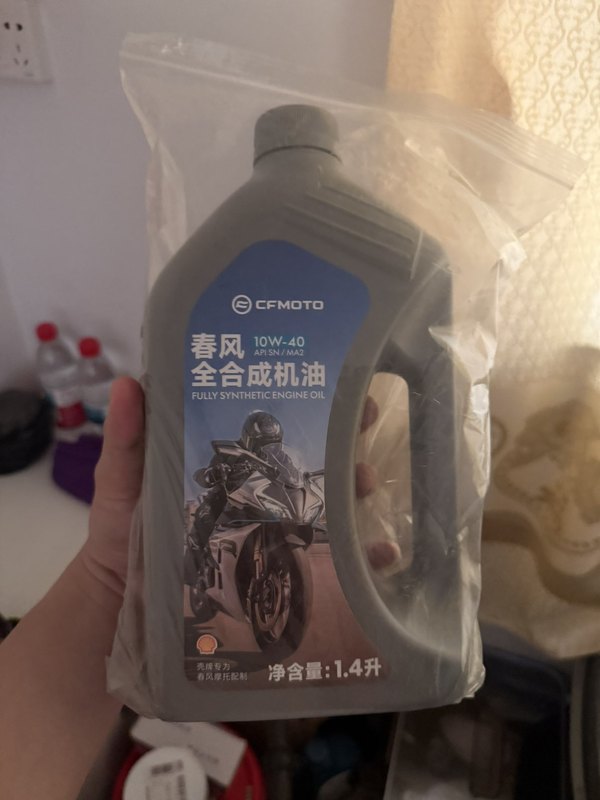 CFMOTO
春风 10W-40
API SN / MA2
全合成机油
FULLY SYNTHETIC ENGINE OIL
壳牌专为
春风摩托配制
净含量:1.4升